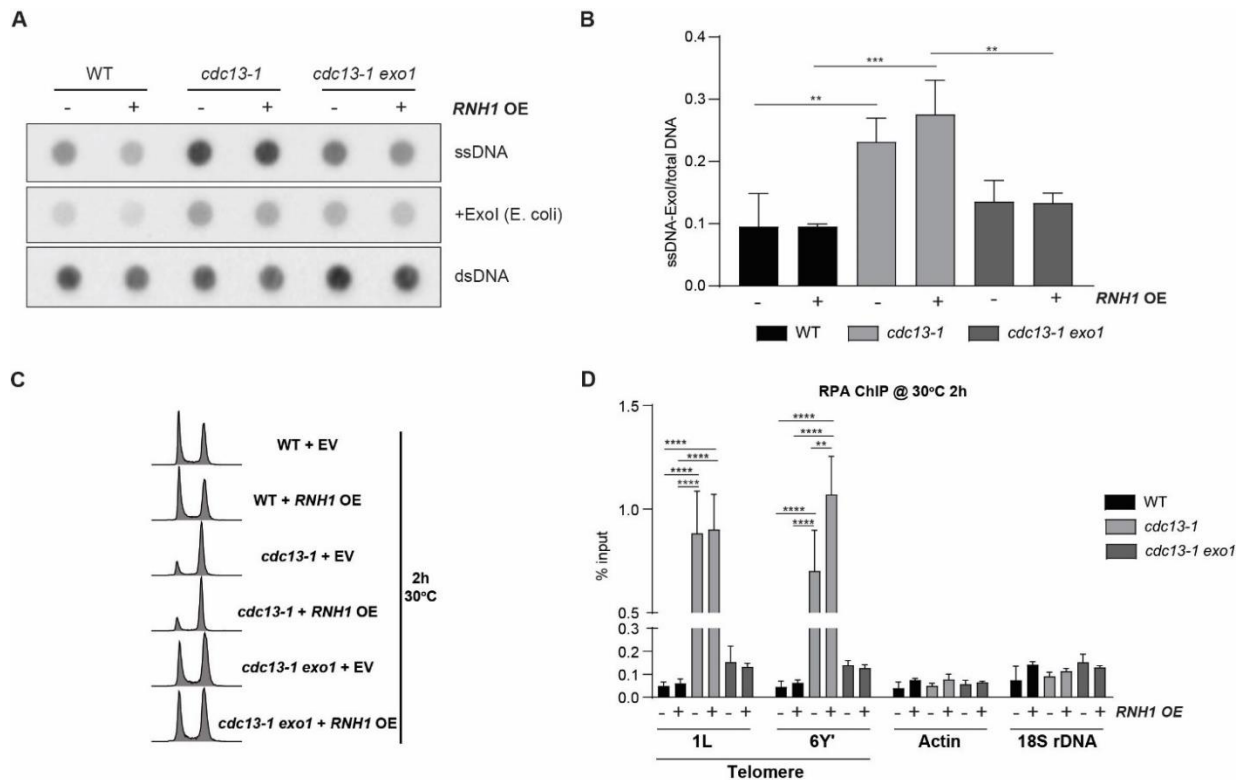 A
WT cdc13-1 cdc13-1 exo1
- + - + - + RNH1 OE
ssDNA
+ExoI (E. coli)
dsDNA
B
ssDNA-ExoI/total DNA
0.4
0.3
0.2
0.1
0.0
** *** **
- + - + - + RNH1 OE
WT cdc13-1 cdc13-1 exo1
C
WT + EV
WT + RNH1 OE
cdc13-1 + EV
cdc13-1 + RNH1 OE
cdc13-1 exo1 + EV
cdc13-1 exo1 + RNH1 OE
2h
30°C
D
RPA ChIP @ 30°C 2h
% input
1.5
1.0
0.5
0.3
0.2
0.1
0.0
****
****
****
****
****
****
**
****
****
WT
cdc13-1
cdc13-1 exo1
- + - + - + - + - + - + - + - + - + - + - + - + RNH1 OE
1L 6Y' Actin 18S rDNA
Telomere